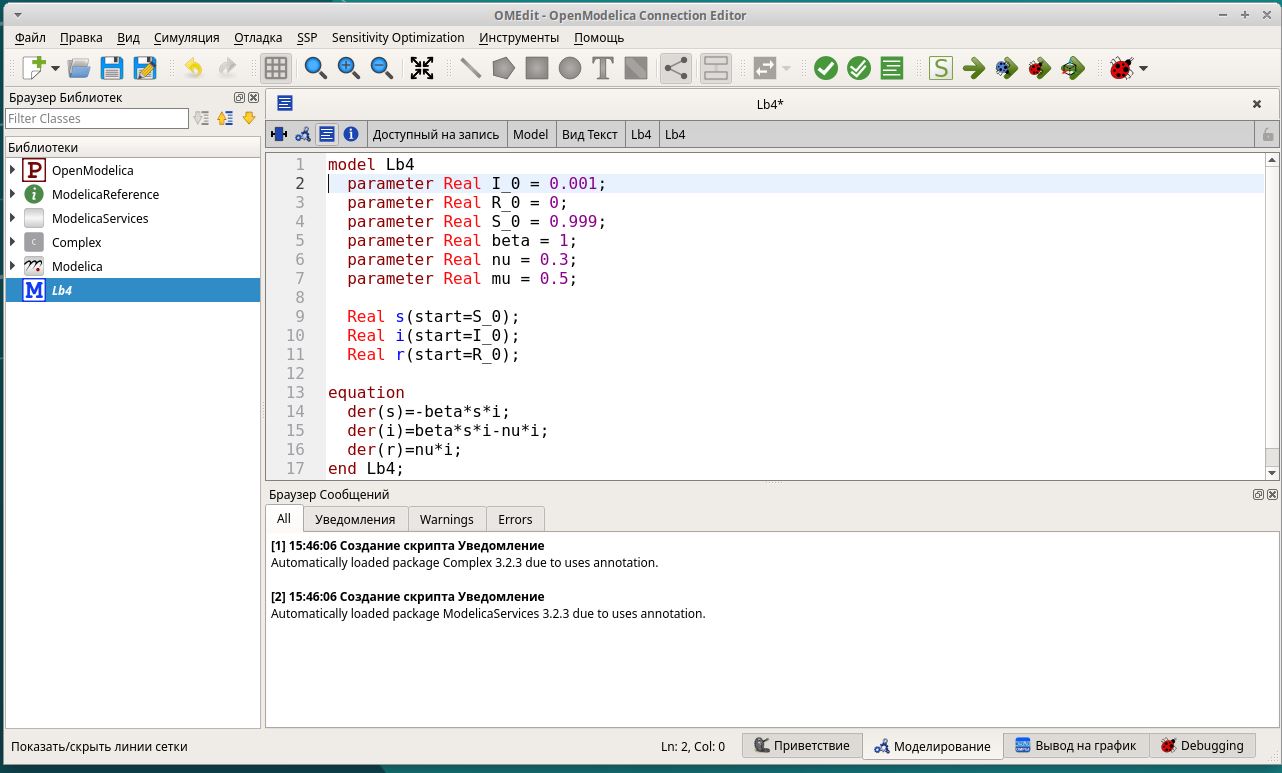 OMEdit - OpenModelica Connection Editor
Файл Правка Вид Симуляция Отладка SSP Sensitivity Optimization Инструменты Помощь
T S
Браузер Библиотек
Filter Classes
Библиотеки
P OpenModelica
i ModelicaReference
ModelicaServices
C Complex
Modelica
M Lb4
Lb4*
i Доступный на запись Model Вид Текст Lb4 Lb4
1 model Lb4
2 parameter Real I_0 = 0.001;
3 parameter Real R_0 = 0;
4 parameter Real S_0 = 0.999;
5 parameter Real beta = 1;
6 parameter Real nu = 0.3;
7 parameter Real mu = 0.5;
8
9 Real s(start=S_0);
10 Real i(start=I_0);
11 Real r(start=R_0);
12
13 equation
14 der(s)=-beta*s*i;
15 der(i)=beta*s*i-nu*i;
16 der(r)=nu*i;
17 end Lb4;
Браузер Сообщений
All Уведомления Warnings Errors
[1] 15:46:06 Создание скрипта Уведомление
Automatically loaded package Complex 3.2.3 due to uses annotation.
[2] 15:46:06 Создание скрипта Уведомление
Automatically loaded package ModelicaServices 3.2.3 due to uses annotation.
Показать/скрыть линии сетки Ln: 2, Col: 0 Приветствие Моделирование Вывод на график Debugging